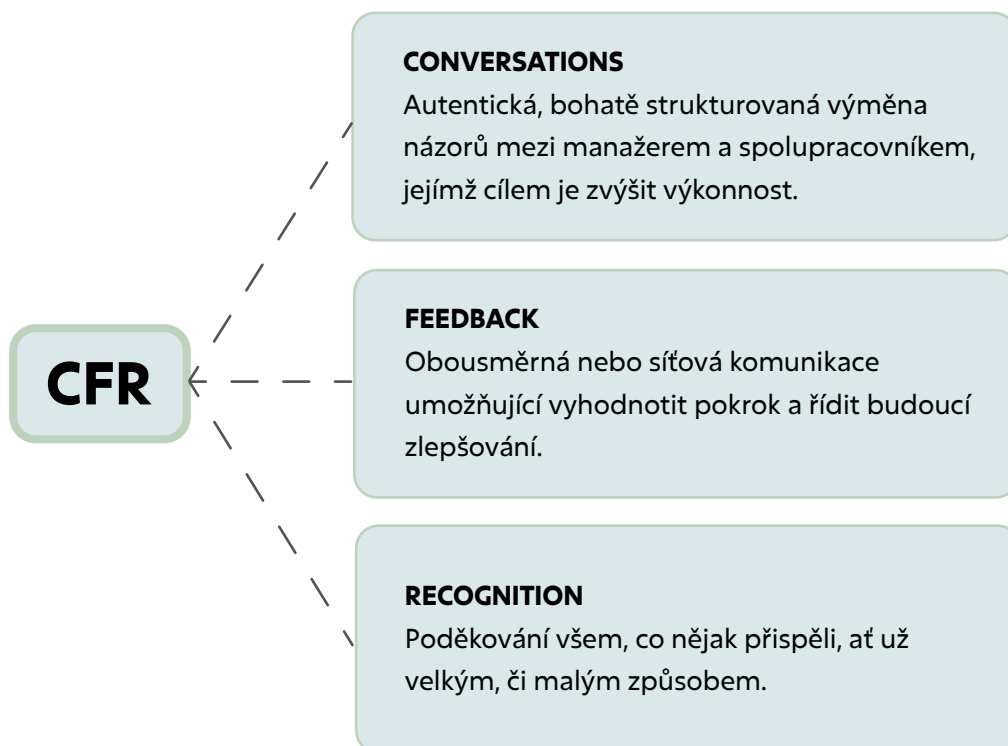 CONVERSATIONS
Autentická, bohatě strukturovaná výměna
názorů mezi manažerem a spolupracovníkem,
jejímž cílem je zvýšit výkonnost.
CFR
FEEDBACK
Obousměrná nebo síťová komunikace
umožňující vyhodnotit pokrok a řídit budoucí
zlepšování.
RECOGNITION
Poděkování všem, co nějak přispěli, ať už
velkým, či malým způsobem.